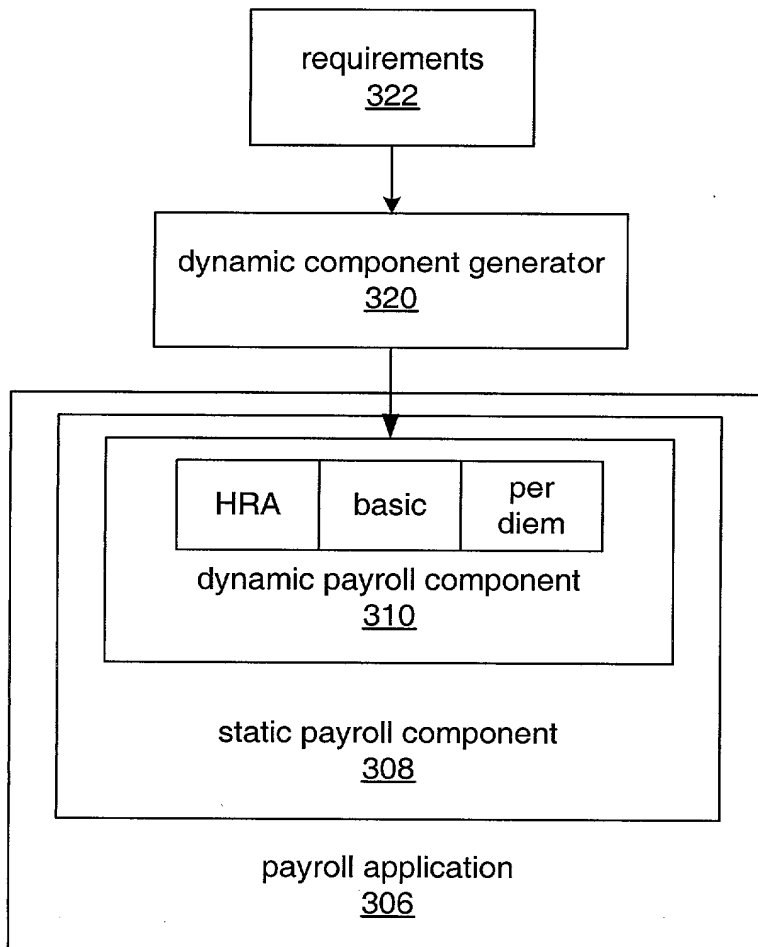 requirements
322
dynamic component generator
320
HRA
basic
per
diem
dynamic payroll component
310
static payroll component
308
payroll application
306